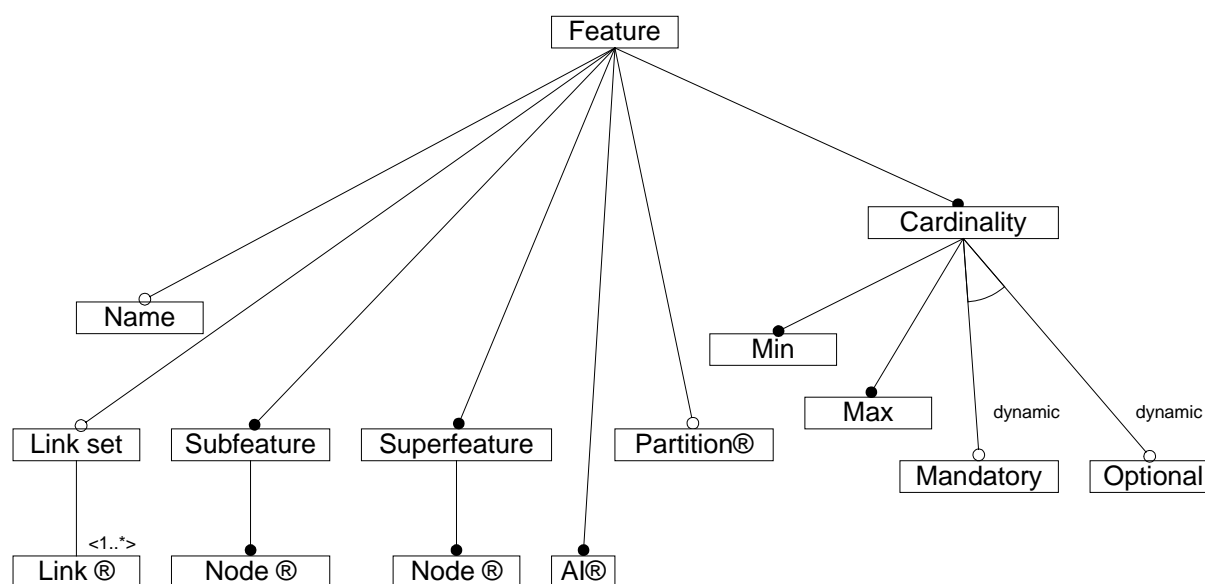 Feature
Cardinality
Name
Min
Max
dynamic
dynamic
Link set
Subfeature
Superfeature
Partition®
Mandatory
Optional
<1..*>
Link ®
Node ®
Node ®
AI®